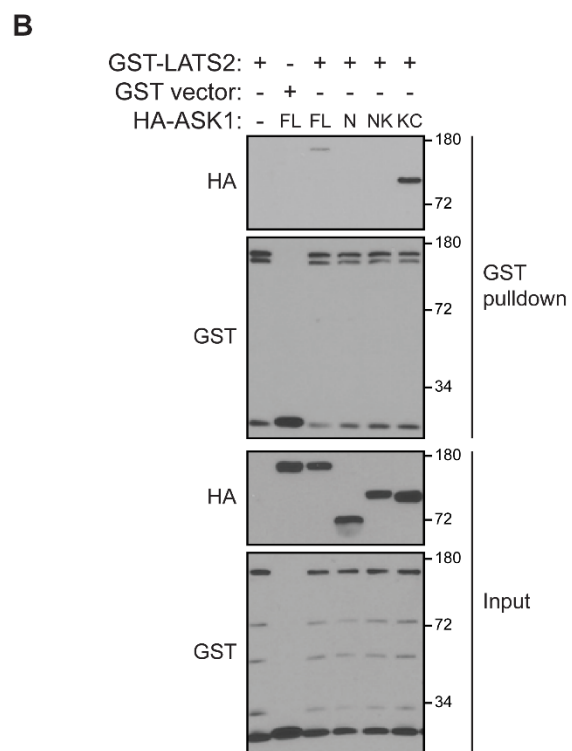 B
GST-LATS2: + - + + + +
GST vector: - + - - - -
HA-ASK1: - FL FL N NK KC
HA
180
72
GST
180
72
34
GST
pulldown
HA
180
72
GST
180
72
34
Input